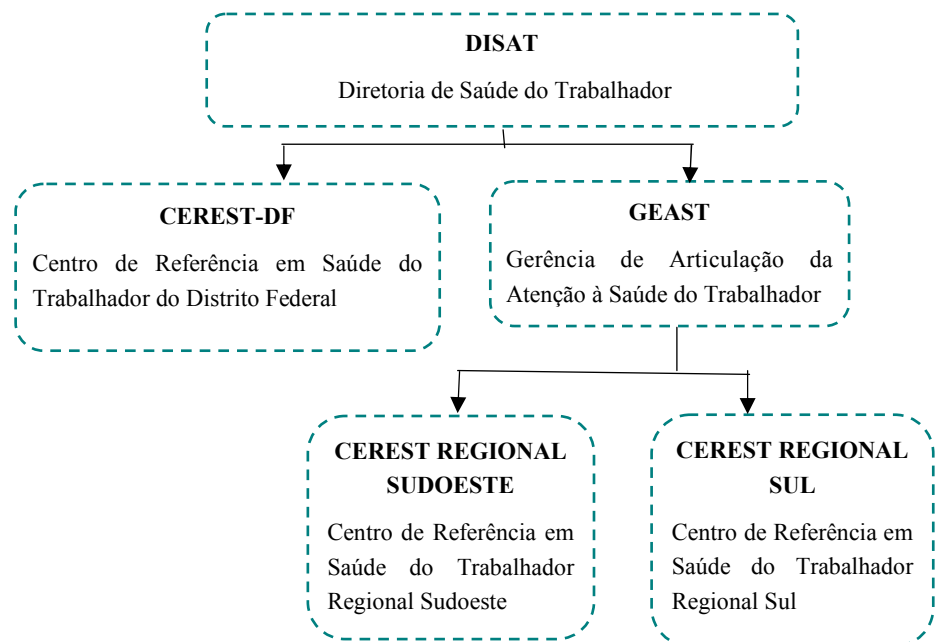 DISAT
Diretoria de Saúde do Trabalhador
CEREST-DF
Centro de Referência em Saúde do
Trabalhador do Distrito Federal
GEAST
Gerência de Articulação da
Atenção à Saúde do Trabalhador
CEREST REGIONAL
SUDOESTE
Centro de Referência em
Saúde do Trabalhador
Regional Sudoeste
CEREST REGIONAL
SUL
Centro de Referência em
Saúde do Trabalhador
Regional Sul